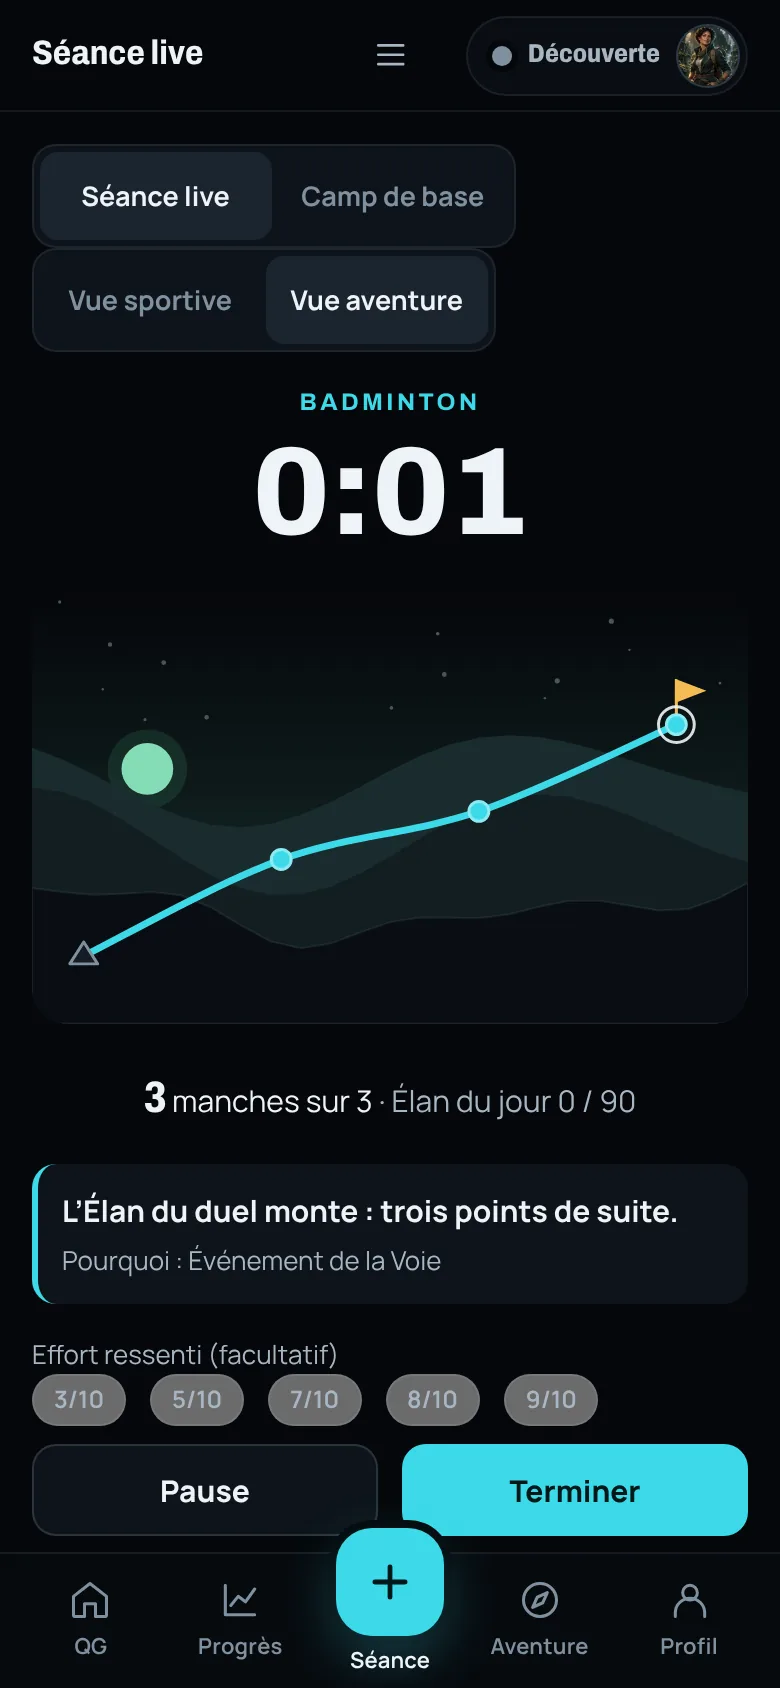 Séance live
Découverte
Séance live
Camp de base
Vue sportive
Vue aventure
BADMINTON
0:01
3 manches sur 3 · Élan du jour 0 / 90
L’Élan du duel monte : trois points de suite.
Pourquoi : Événement de la Voie
Effort ressenti (facultatif)
3/10
5/10
7/10
8/10
9/10
Pause
Terminer
QG
Progrès
Séance
Aventure
Profil